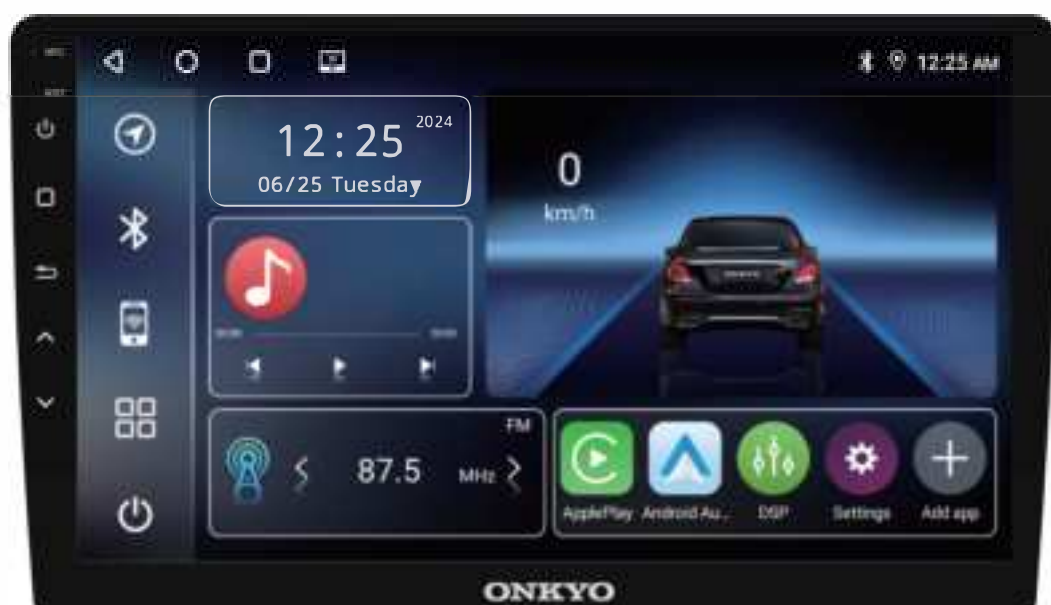 12:25 AM
12:25
2024
06/25 Tuesday
0
km/h
FM
87.5
MHz
ApplePlay
Android Au...
DSP
Settings
Add app
ONKYO